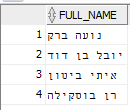 FULL_NAME
1 נועה ברק
2 יובל בן דוד
3 איתי ביטון
4 רן בוסקילה